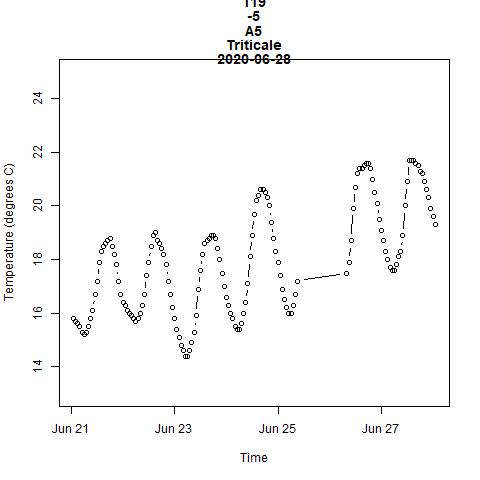 T19
-5
A5
Triticale
2020-06-28
24
22
20
18
16
14
Temperature (degrees C)
Jun 21
Jun 23
Jun 25
Jun 27
Time